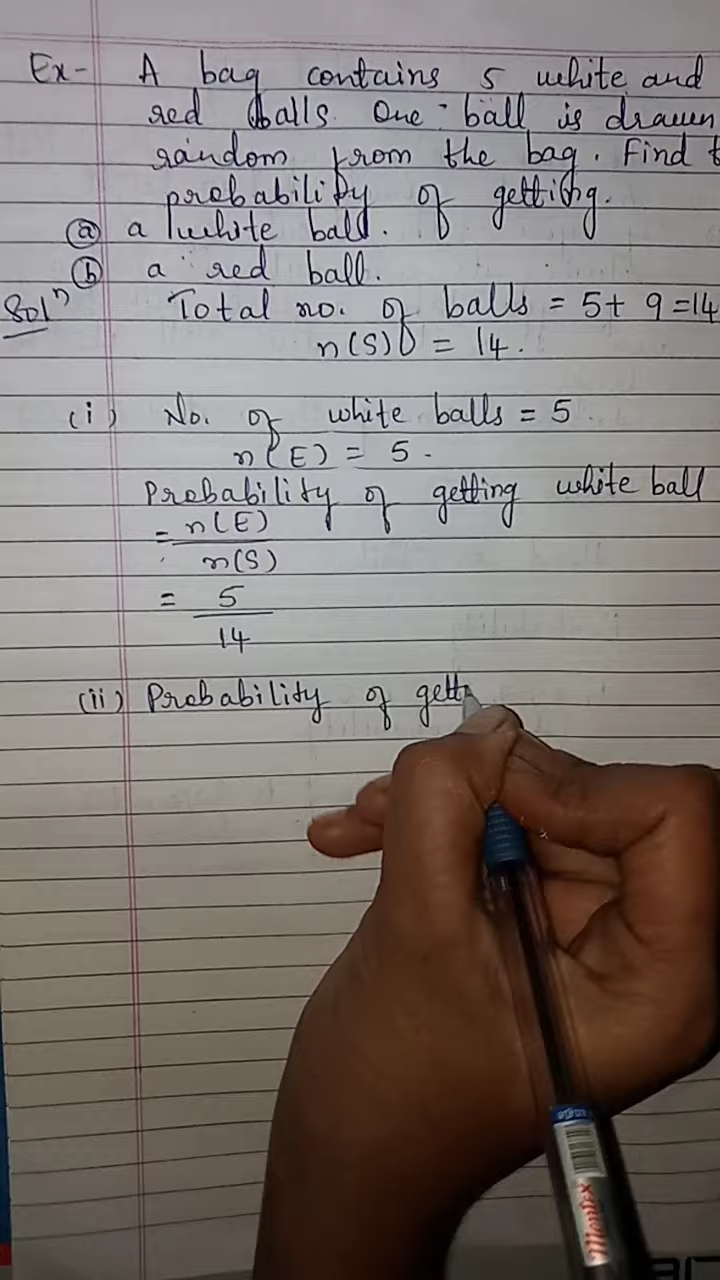 Ex- A bag contains 5 white and
red balls. One ball is drawn
random from the bag. Find t
probability of getting.
(a) a white ball.
(b) a red ball.
Solⁿ Total no. of balls = 5+ 9 =14
n(S) = 14.
(i) No. of white balls = 5.
n(E) = 5.
Probability of getting white ball
= n(E)
n(S)
= 5
14
(ii) Probability of gett
Montex